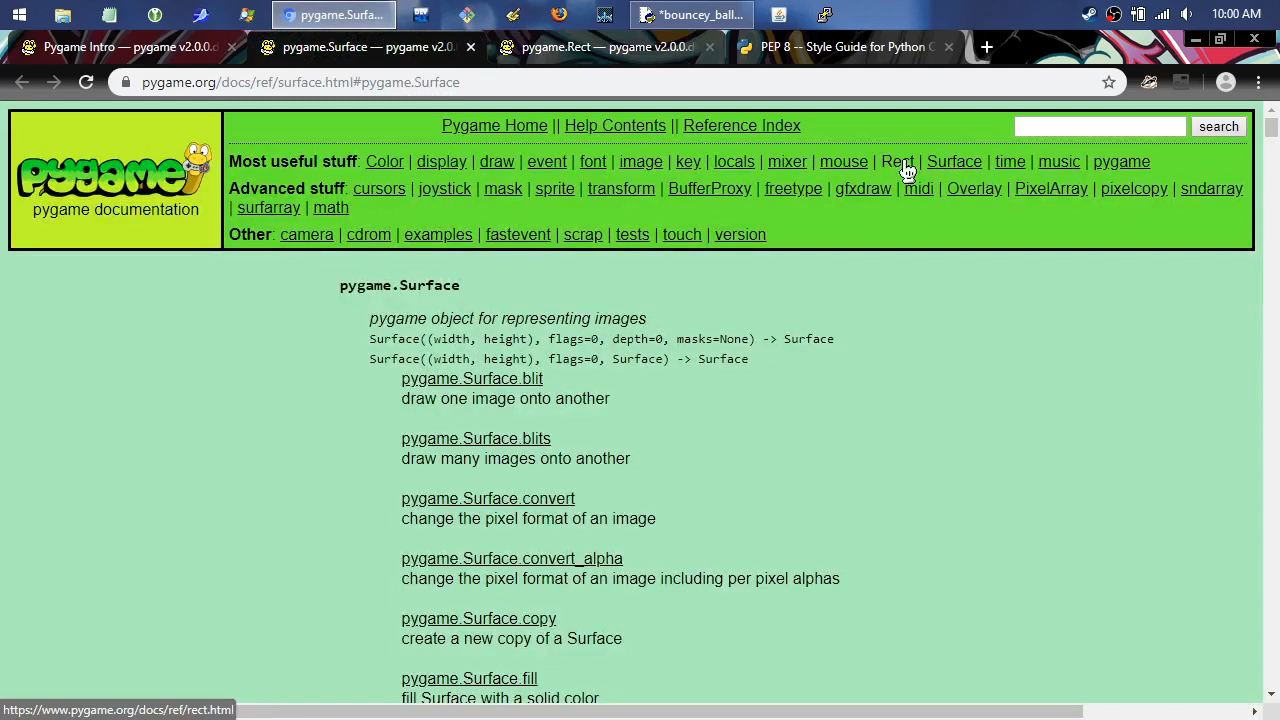 pygame.Surfa...
*bouncey_ball...
10:00 AM
Pygame Intro — pygame v2.0.0.d
pygame.Surface — pygame v2.0.
pygame.Rect — pygame v2.0.0.d
PEP 8 -- Style Guide for Python C
pygame.org/docs/ref/surface.html#pygame.Surface
pygame
pygame documentation
Pygame Home || Help Contents || Reference Index
search
Most useful stuff: Color | display | draw | event | font | image | key | locals | mixer | mouse | Rect | Surface | time | music | pygame
Advanced stuff: cursors | joystick | mask | sprite | transform | BufferProxy | freetype | gfxdraw | midi | Overlay | PixelArray | pixelcopy | sndarray
| surfarray | math
Other: camera | cdrom | examples | fastevent | scrap | tests | touch | version
pygame.Surface
pygame object for representing images
Surface((width, height), flags=0, depth=0, masks=None) -> Surface
Surface((width, height), flags=0, Surface) -> Surface
pygame.Surface.blit
draw one image onto another
pygame.Surface.blits
draw many images onto another
pygame.Surface.convert
change the pixel format of an image
pygame.Surface.convert_alpha
change the pixel format of an image including per pixel alphas
pygame.Surface.copy
create a new copy of a Surface
pygame.Surface.fill
fill Surface with a solid color
https://www.pygame.org/docs/ref/rect.html